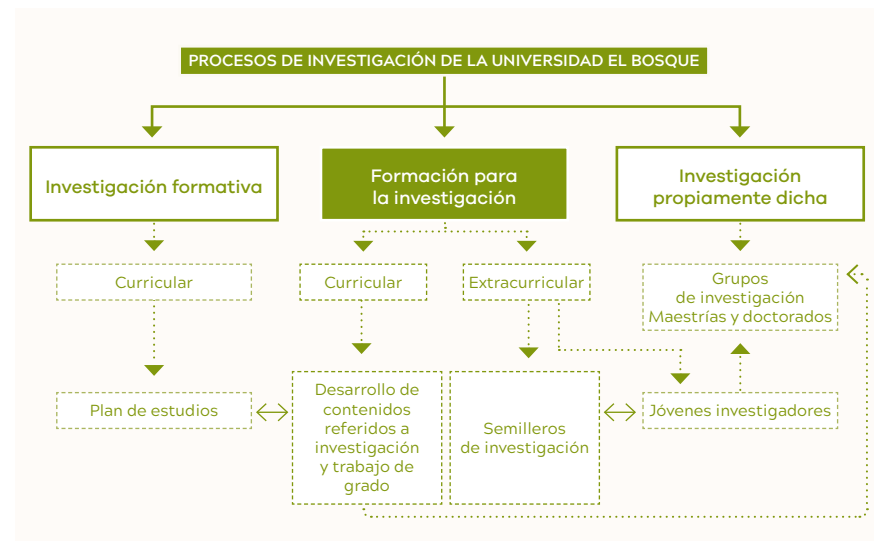 PROCESOS DE INVESTIGACIÓN DE LA UNIVERSIDAD EL BOSQUE
Investigación formativa
Formación para
la investigación
Investigación
propiamente dicha
Curricular
Curricular
Extracurricular
Grupos
de investigación
Maestrías y doctorados
Plan de estudios
Desarrollo de
contenidos
referidos a
investigación
y trabajo de
grado
Semilleros
de investigación
Jóvenes investigadores